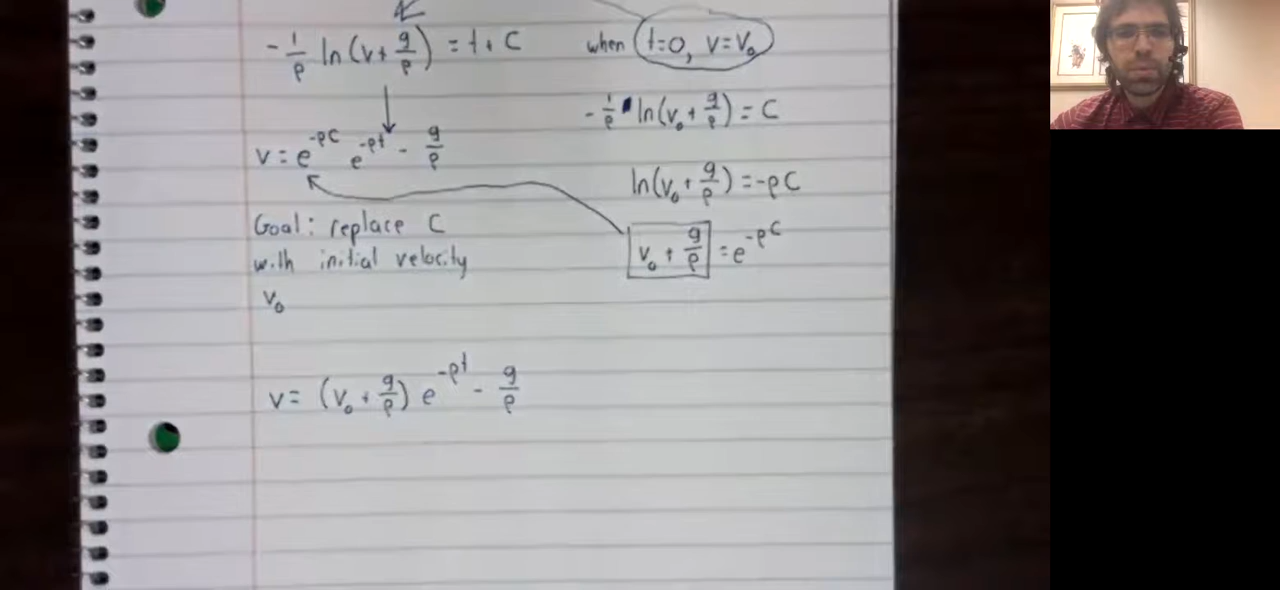 -1/ρ ln(v+g/ρ) = t + C
when t=0, v=v₀
-1/ρ ln(v₀+g/ρ) = C
v = e^-ρC e^-ρt - g/ρ
ln(v₀+g/ρ) = -ρC
Goal: replace C
with initial velocity
v₀
v₀ + g/ρ = e^-ρC
v = (v₀ + g/ρ) e^-ρt - g/ρ